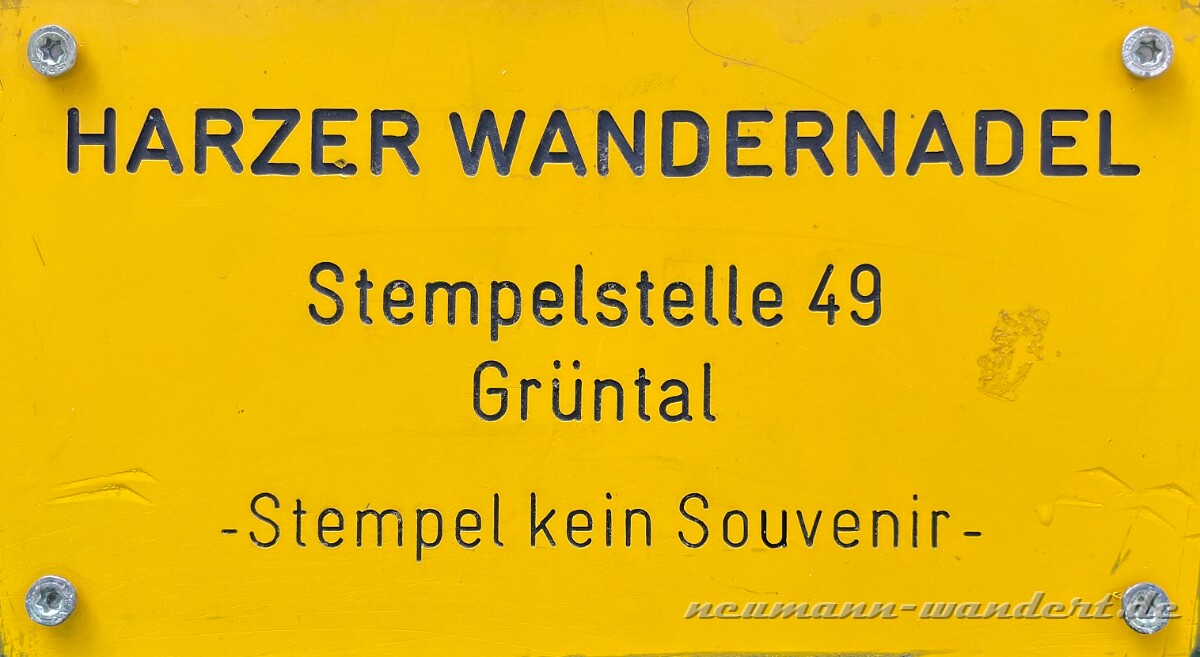 HARZER WANDERNADEL
Stempelstelle 49
Grüntal
-Stempel kein Souvenir-
neumann-wandert.de